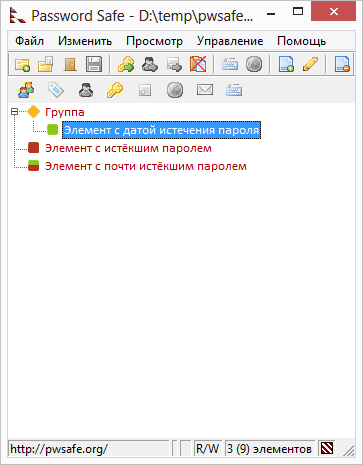 Password Safe - D:\temp\pwsafe...
Файл Изменить Просмотр Управление Помощь
Группа
Элемент с датой истечения пароля
Элемент с истёкшим паролем
Элемент с почти истёкшим паролем
http://pwsafe.org/ R/W 3 (9) элементов